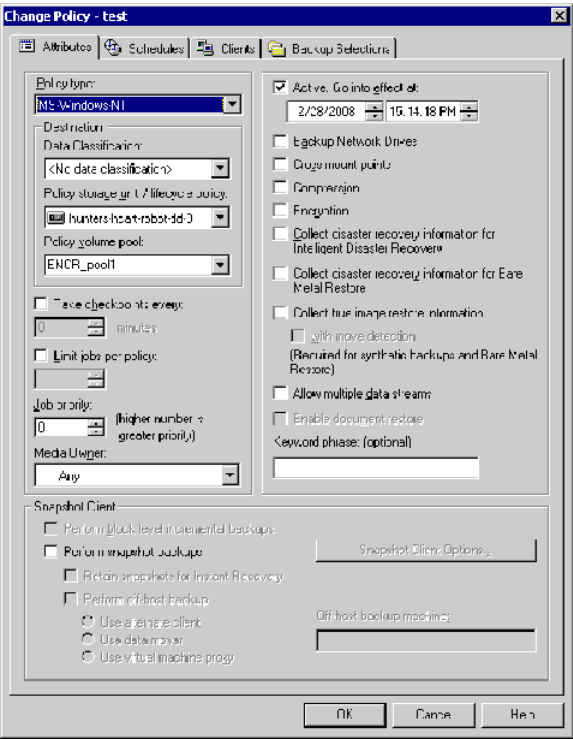 Change Policy - test
Attributes
Schedules
Clients
Backup Selections
Policy type:
MS-Windows-NT
Destination
Data Classification:
<No data classification>
Policy storage unit / lifecycle policy:
hunters-hcart-robot-tld-0
Policy volume pool:
ENCR_pool1
Take checkpoints every:
0
minutes
Limit jobs per policy:
Job priority:
0
(higher number is
greater priority)
Media Owner:
Any
Active. Go into effect at:
2/28/2008
15:14:18 PM
Backup Network Drives
Cross mount points
Compression
Encryption
Collect disaster recovery information for
Intelligent Disaster Recovery
Collect disaster recovery information for Bare
Metal Restore
Collect true image restore information
with move detection
(Required for synthetic backups and Bare Metal
Restore)
Allow multiple data streams
Enable document restore
Keyword phrase: (optional)
Snapshot Client
Perform block level incremental backups
Perform snapshot backups
Snapshot Client Options...
Retain snapshots for Instant Recovery
Perform off-host backup
Use alternate client
Use data mover
Use virtual machine proxy
Off-host backup machine:
OK
Cancel
Help